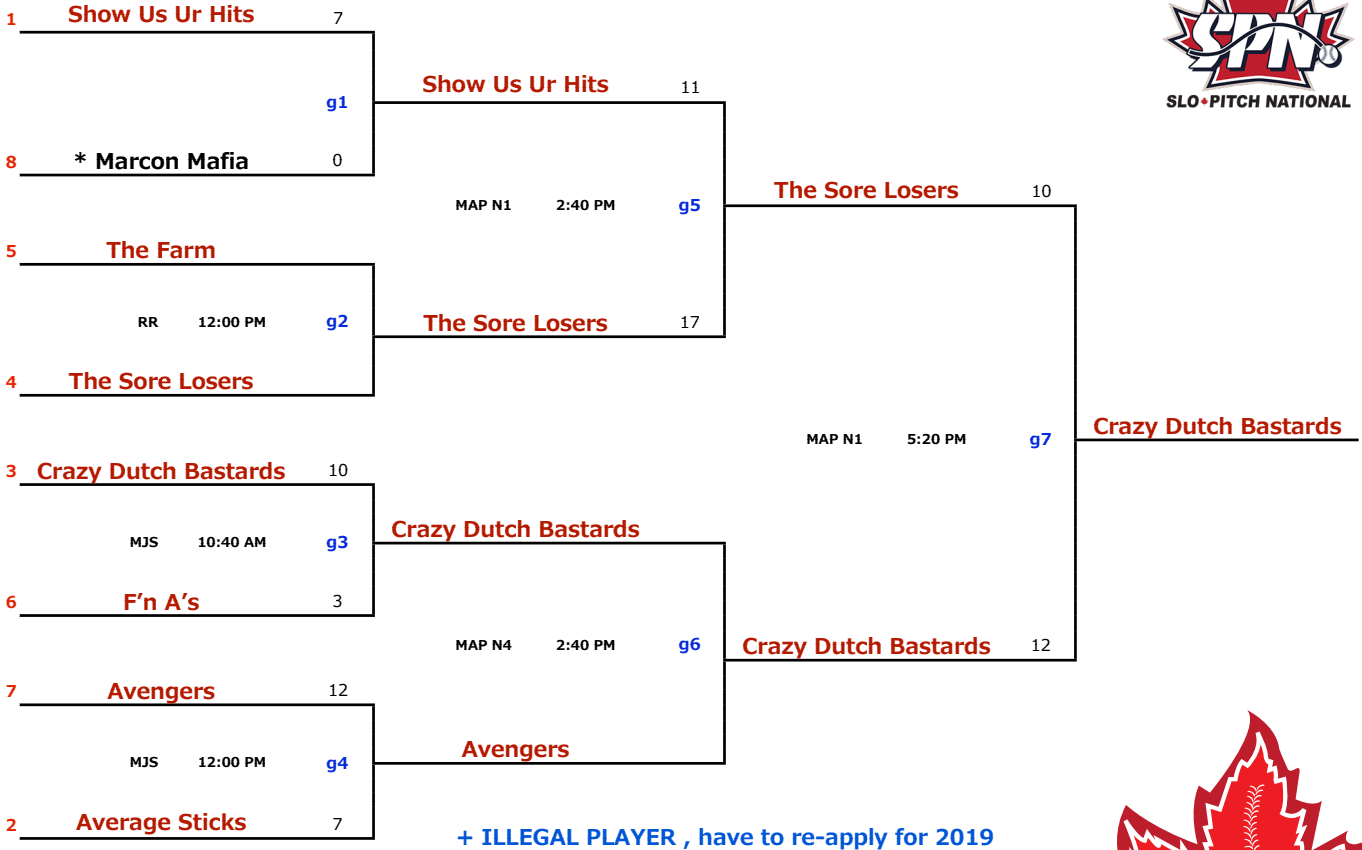 1 Show Us Ur Hits 7
SPN
SLO PITCH NATIONAL
g1
Show Us Ur Hits 11
8 * Marcon Mafia 0
MAP N1 2:40 PM g5
The Sore Losers 10
5 The Farm
RR 12:00 PM g2
The Sore Losers 17
4 The Sore Losers
MAP N1 5:20 PM g7
Crazy Dutch Bastards
3 Crazy Dutch Bastards 10
MJS 10:40 AM g3
Crazy Dutch Bastards
6 F'n A's 3
MAP N4 2:40 PM g6
Crazy Dutch Bastards 12
7 Avengers 12
MJS 12:00 PM g4
Avengers
2 Average Sticks 7
+ ILLEGAL PLAYER , have to re-apply for 2019